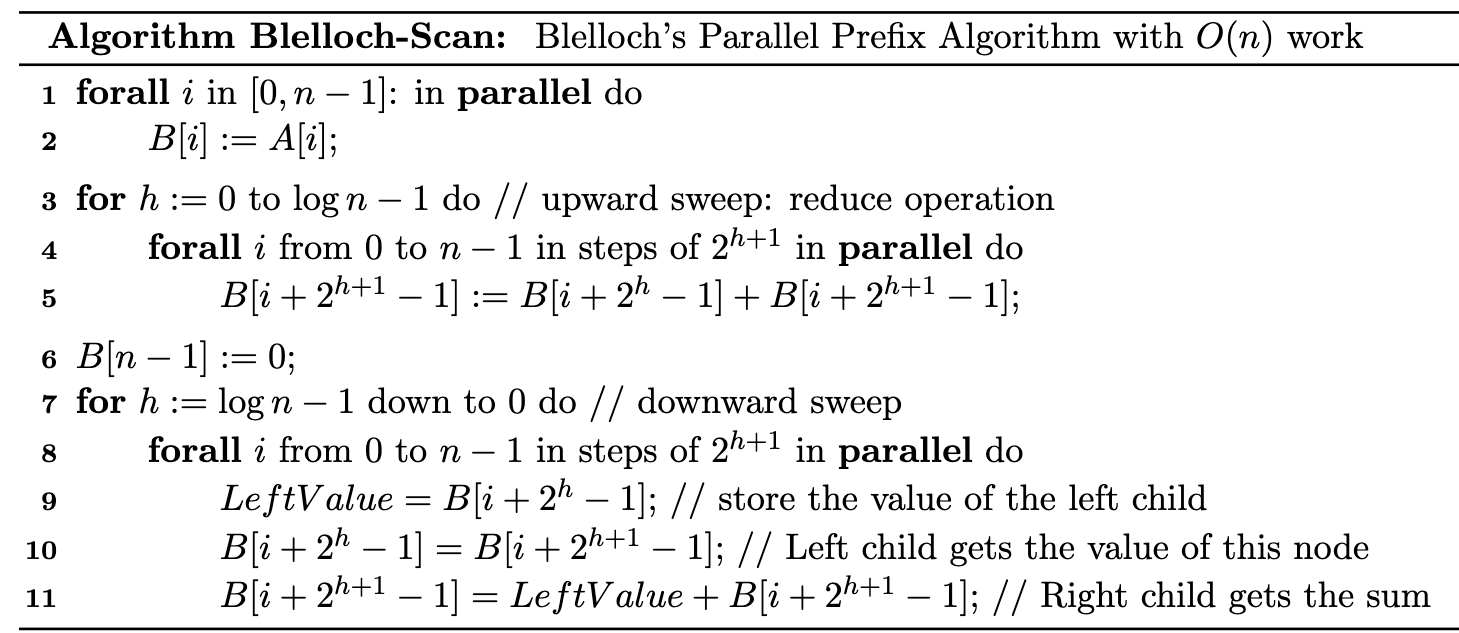 Algorithm Blelloch-Scan: Blelloch's Parallel Prefix Algorithm with O(n) work
1 forall i in [0, n − 1]: in parallel do
2 B[i] := A[i];
3 for h := 0 to log n − 1 do // upward sweep: reduce operation
4 forall i from 0 to n − 1 in steps of 2^{h+1} in parallel do
5 B[i + 2^{h+1} − 1] := B[i + 2^h − 1] + B[i + 2^{h+1} − 1];
6 B[n − 1] := 0;
7 for h := log n − 1 down to 0 do // downward sweep
8 forall i from 0 to n − 1 in steps of 2^{h+1} in parallel do
9 LeftValue = B[i + 2^h − 1]; // store the value of the left child
10 B[i + 2^h − 1] = B[i + 2^{h+1} − 1]; // Left child gets the value of this node
11 B[i + 2^{h+1} − 1] = LeftValue + B[i + 2^{h+1} − 1]; // Right child gets the sum